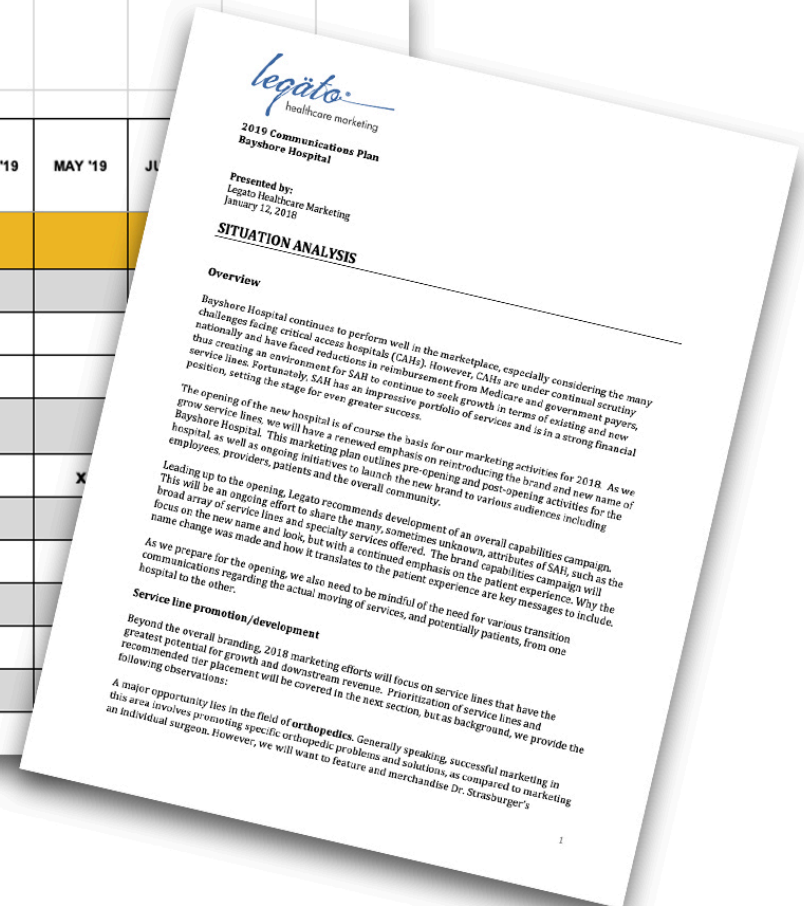 '19
MAY '19
JU
X
legäto
healthcare marketing
2019 Communications Plan
Bayshore Hospital
Presented by:
Legato Healthcare Marketing
January 12, 2018
SITUATION ANALYSIS
Overview
Bayshore Hospital continues to perform well in the marketplace, especially considering the many
challenges facing critical access hospitals (CAHs). However, CAHs are under continual scrutiny
nationally and have faced reductions in reimbursement from Medicare and government payers,
thus creating an environment for SAH to continue to seek growth in terms of existing and new
service lines. Fortunately, SAH has an impressive portfolio of services and is in a strong financial
position, setting the stage for even greater success.
The opening of the new hospital is of course the basis for our marketing activities for 2018. As we
grow service lines, we will have a renewed emphasis on reintroducing the brand and new name of
Bayshore Hospital. This marketing plan outlines pre-opening and post-opening activities for the
hospital, as well as ongoing initiatives to launch the new brand to various audiences including
employees, providers, patients and the overall community.
Leading up to the opening, Legato recommends development of an overall capabilities campaign.
This will be an ongoing effort to share the many, sometimes unknown, attributes of SAH, such as the
broad array of service lines and specialty services offered. The brand capabilities campaign will
focus on the new name and look, but with a continued emphasis on the patient experience. Why the
name change was made and how it translates to the patient experience are key messages to include.
As we prepare for the opening, we also need to be mindful of the need for various transition
communications regarding the actual moving of services, and potentially patients, from one
hospital to the other.
Service line promotion/development
Beyond the overall branding, 2018 marketing efforts will focus on service lines that have the
greatest potential for growth and downstream revenue. Prioritization of service lines and
recommended tier placement will be covered in the next section, but as background, we provide the
following observations:
A major opportunity lies in the field of orthopedics. Generally speaking, successful marketing in
this area involves promoting specific orthopedic problems and solutions, as compared to marketing
an individual surgeon. However, we will want to feature and merchandise Dr. Strasburger's
1